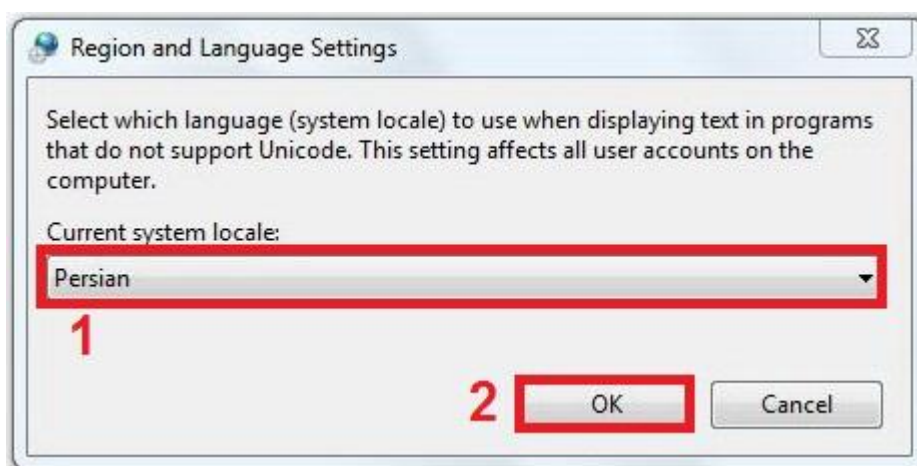 Region and Language Settings
Select which language (system locale) to use when displaying text in programs
that do not support Unicode. This setting affects all user accounts on the
computer.
Current system locale:
Persian
1
2 OK Cancel